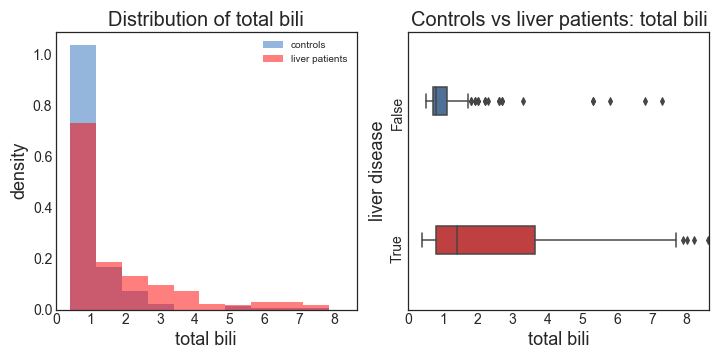 Distribution of total bili
controls
liver patients
density
1.0
0.8
0.6
0.4
0.2
0.0
0 1 2 3 4 5 6 7 8
total bili
Controls vs liver patients: total bili
liver disease
False
True
0 1 2 3 4 5 6 7 8
total bili